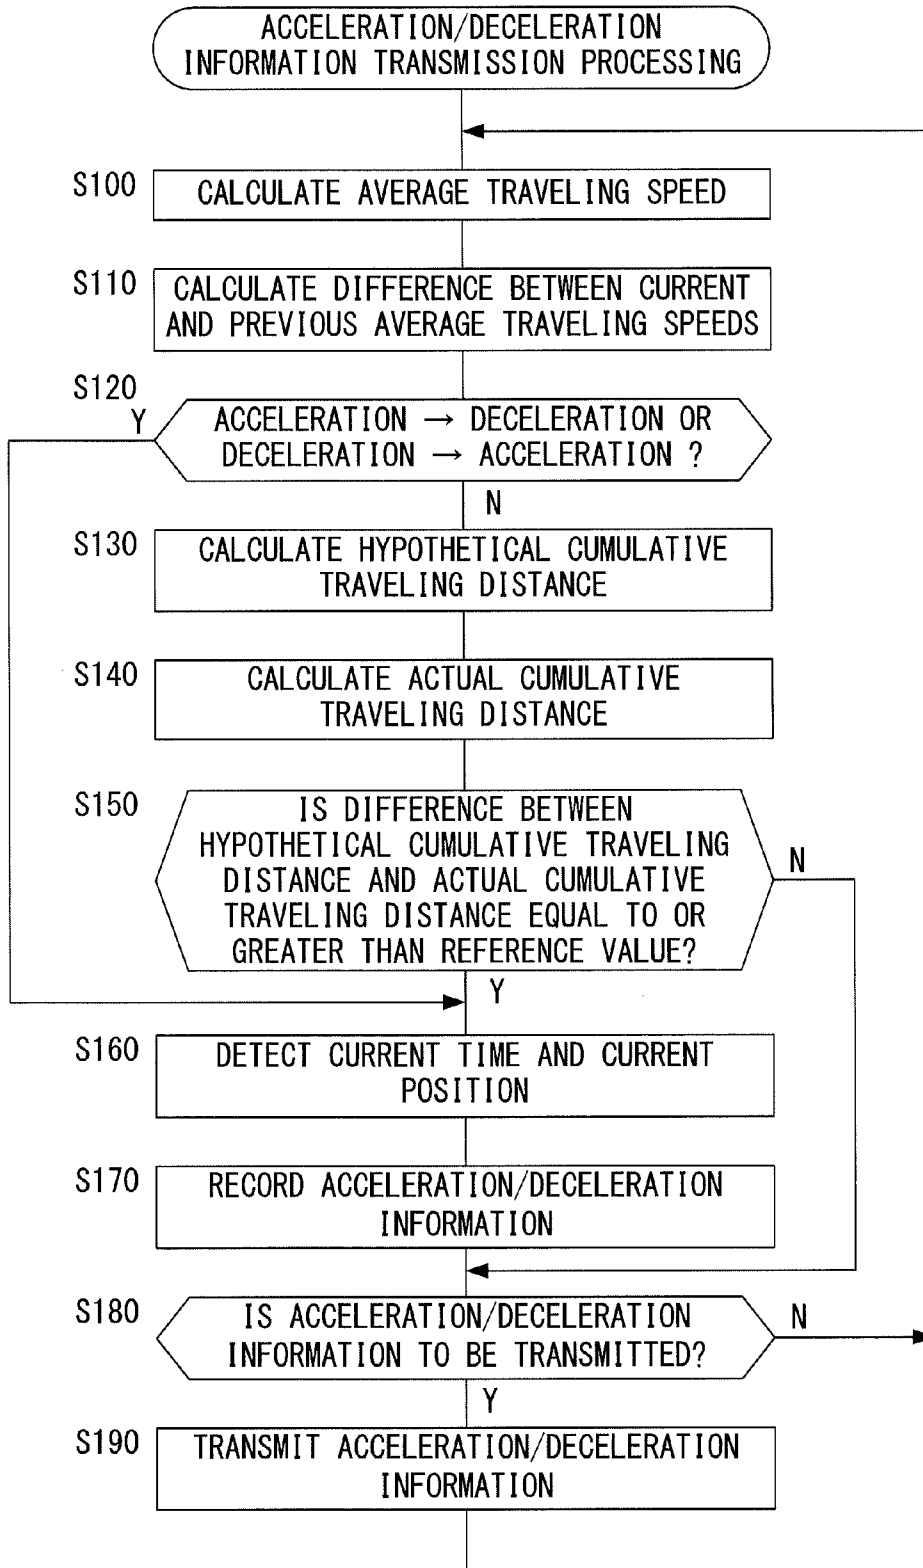 ACCELERATION/DECELERATION
INFORMATION TRANSMISSION PROCESSING
S100
CALCULATE AVERAGE TRAVELING SPEED
S110
CALCULATE DIFFERENCE BETWEEN CURRENT
AND PREVIOUS AVERAGE TRAVELING SPEEDS
S120
Y
ACCELERATION → DECELERATION OR
DECELERATION → ACCELERATION ?
N
S130
CALCULATE HYPOTHETICAL CUMULATIVE
TRAVELING DISTANCE
S140
CALCULATE ACTUAL CUMULATIVE
TRAVELING DISTANCE
S150
IS DIFFERENCE BETWEEN
HYPOTHETICAL CUMULATIVE TRAVELING
DISTANCE AND ACTUAL CUMULATIVE
TRAVELING DISTANCE EQUAL TO OR
GREATER THAN REFERENCE VALUE?
N
Y
S160
DETECT CURRENT TIME AND CURRENT
POSITION
S170
RECORD ACCELERATION/DECELERATION
INFORMATION
S180
IS ACCELERATION/DECELERATION
INFORMATION TO BE TRANSMITTED?
N
Y
S190
TRANSMIT ACCELERATION/DECELERATION
INFORMATION